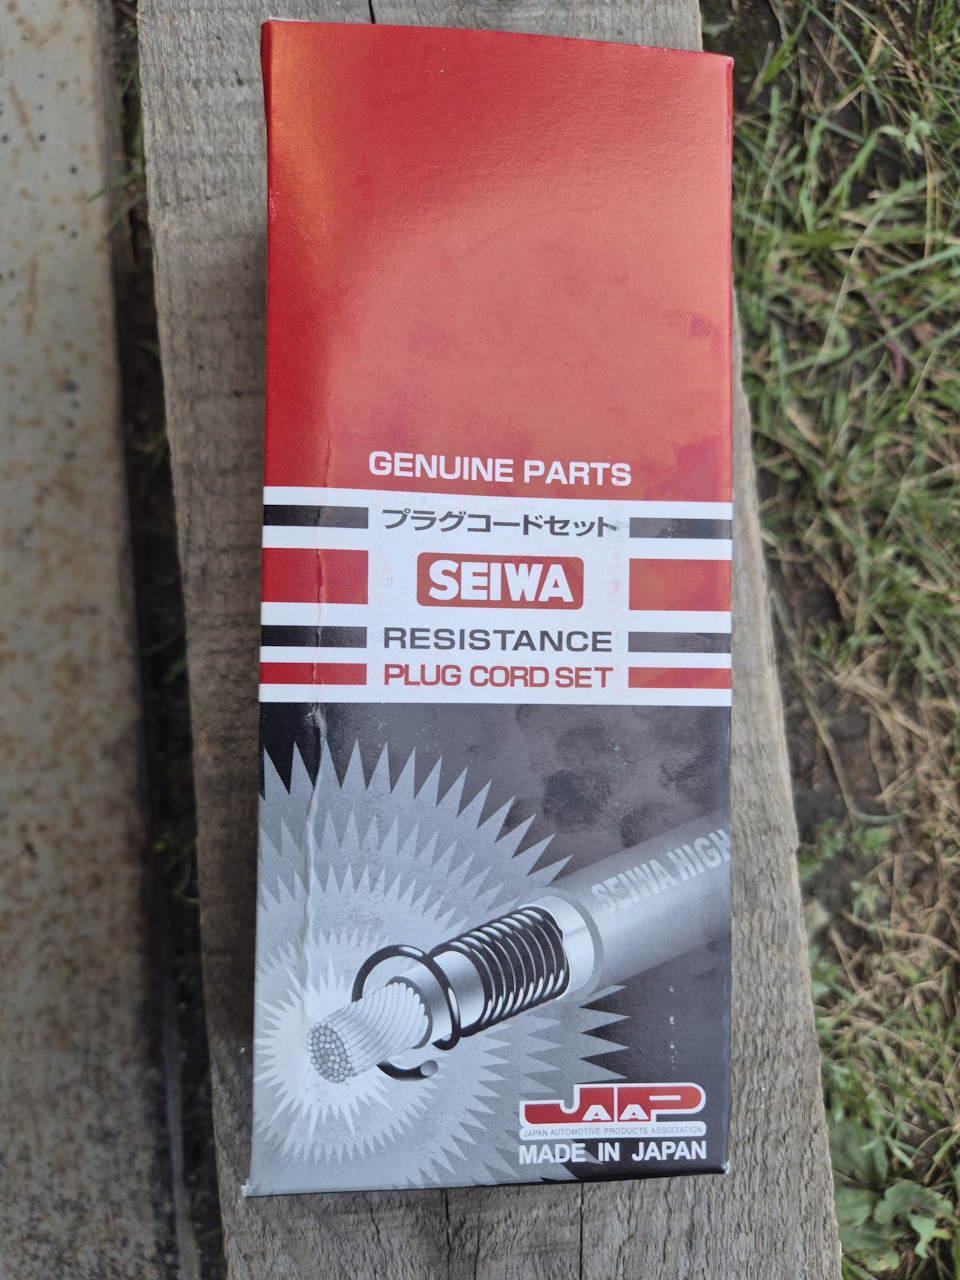 GENUINE PARTS
プラグコードセット
SEIWA
RESISTANCE
PLUG CORD SET
SEIWA HIGH
JAAP
JAPAN AUTOMOTIVE PRODUCTS ASSOCIATION
MADE IN JAPAN